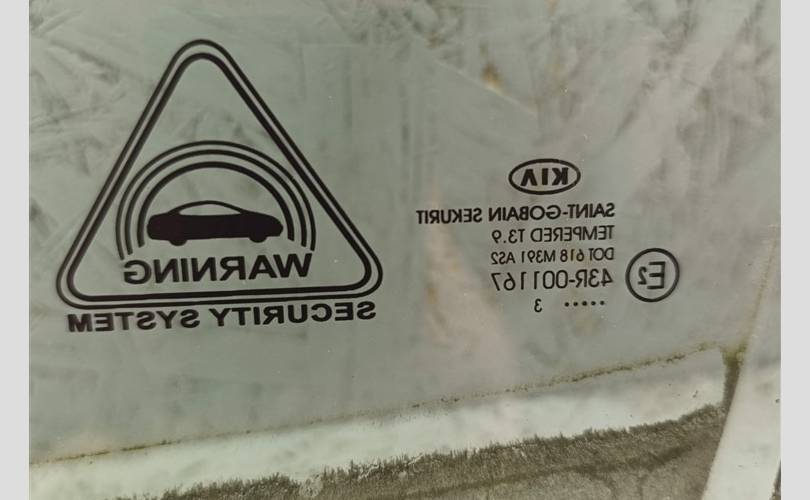 WARNING
SECURITY SYSTEM
KIA
SAINT-GOBAIN SEKURIT
TEMPERED T3.9
DOT 618 M391 AS2
E2 43R-001167
..... 3